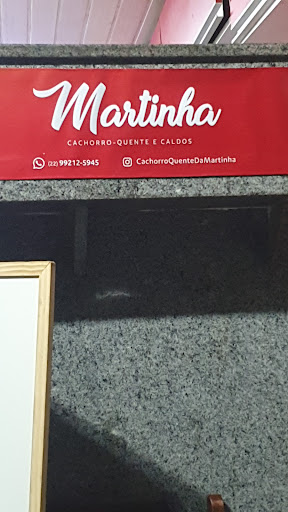 Martinha
CACHORRO-QUENTE E CALDOS
(22) 99212-5945 CachorroQuenteDaMartinha